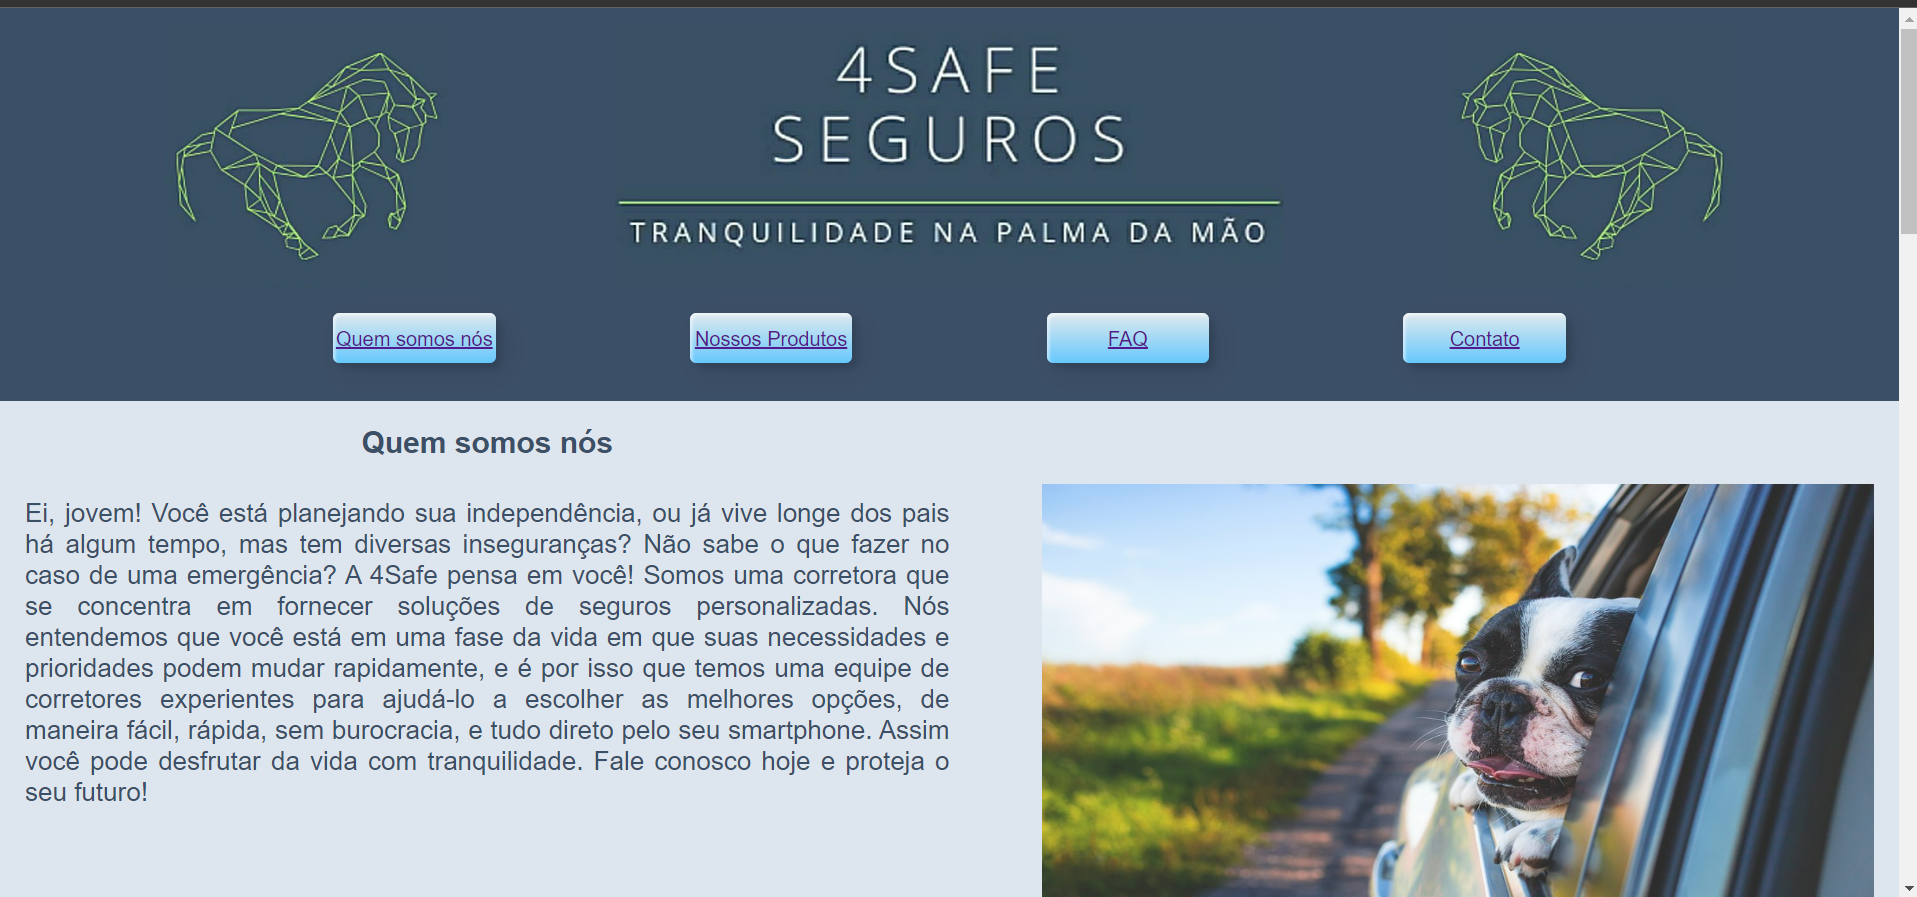 4SAFE
SEGUROS
TRANQUILIDADE NA PALMA DA MÃO
Quem somos nós
Nossos Produtos
FAQ
Contato
Quem somos nós
Ei, jovem! Você está planejando sua independência, ou já vive longe dos pais
há algum tempo, mas tem diversas inseguranças? Não sabe o que fazer no
caso de uma emergência? A 4Safe pensa em você! Somos uma corretora que
se concentra em fornecer soluções de seguros personalizadas. Nós
entendemos que você está em uma fase da vida em que suas necessidades e
prioridades podem mudar rapidamente, e é por isso que temos uma equipe de
corretores experientes para ajudá-lo a escolher as melhores opções, de
maneira fácil, rápida, sem burocracia, e tudo direto pelo seu smartphone. Assim
você pode desfrutar da vida com tranquilidade. Fale conosco hoje e proteja o
seu futuro!